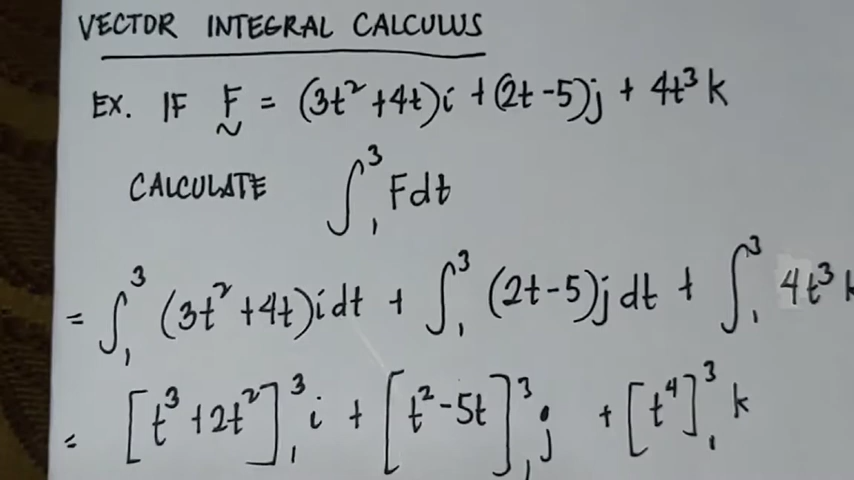 VECTOR INTEGRAL CALCULUS
EX. IF F = (3t² + 4t)i + (2t - 5)j + 4t³ k
~
CALCULATE ∫₁³ Fdt
= ∫₁³ (3t² + 4t)i dt + ∫₁³ (2t - 5)j dt + ∫₁³ 4t³ k
= [t³ + 2t²]₁³ i + [t² - 5t]₁³ j + [t⁴]₁³ k